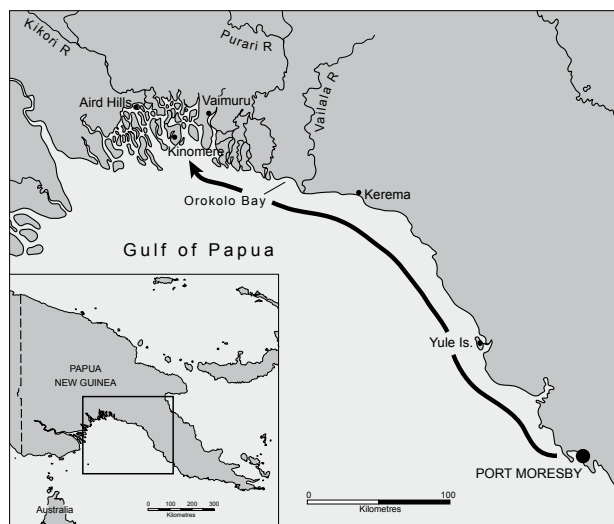 Kikori R
Purari R
Vailala R
Aird Hills
Vaimuru
Kinomere
Orokolo Bay
Kerema
Gulf of Papua
Yule Is.
PORT MORESBY
0 100
Kilometres
PAPUA
NEW GUINEA
Australia
0 100 200 300
Kilometres